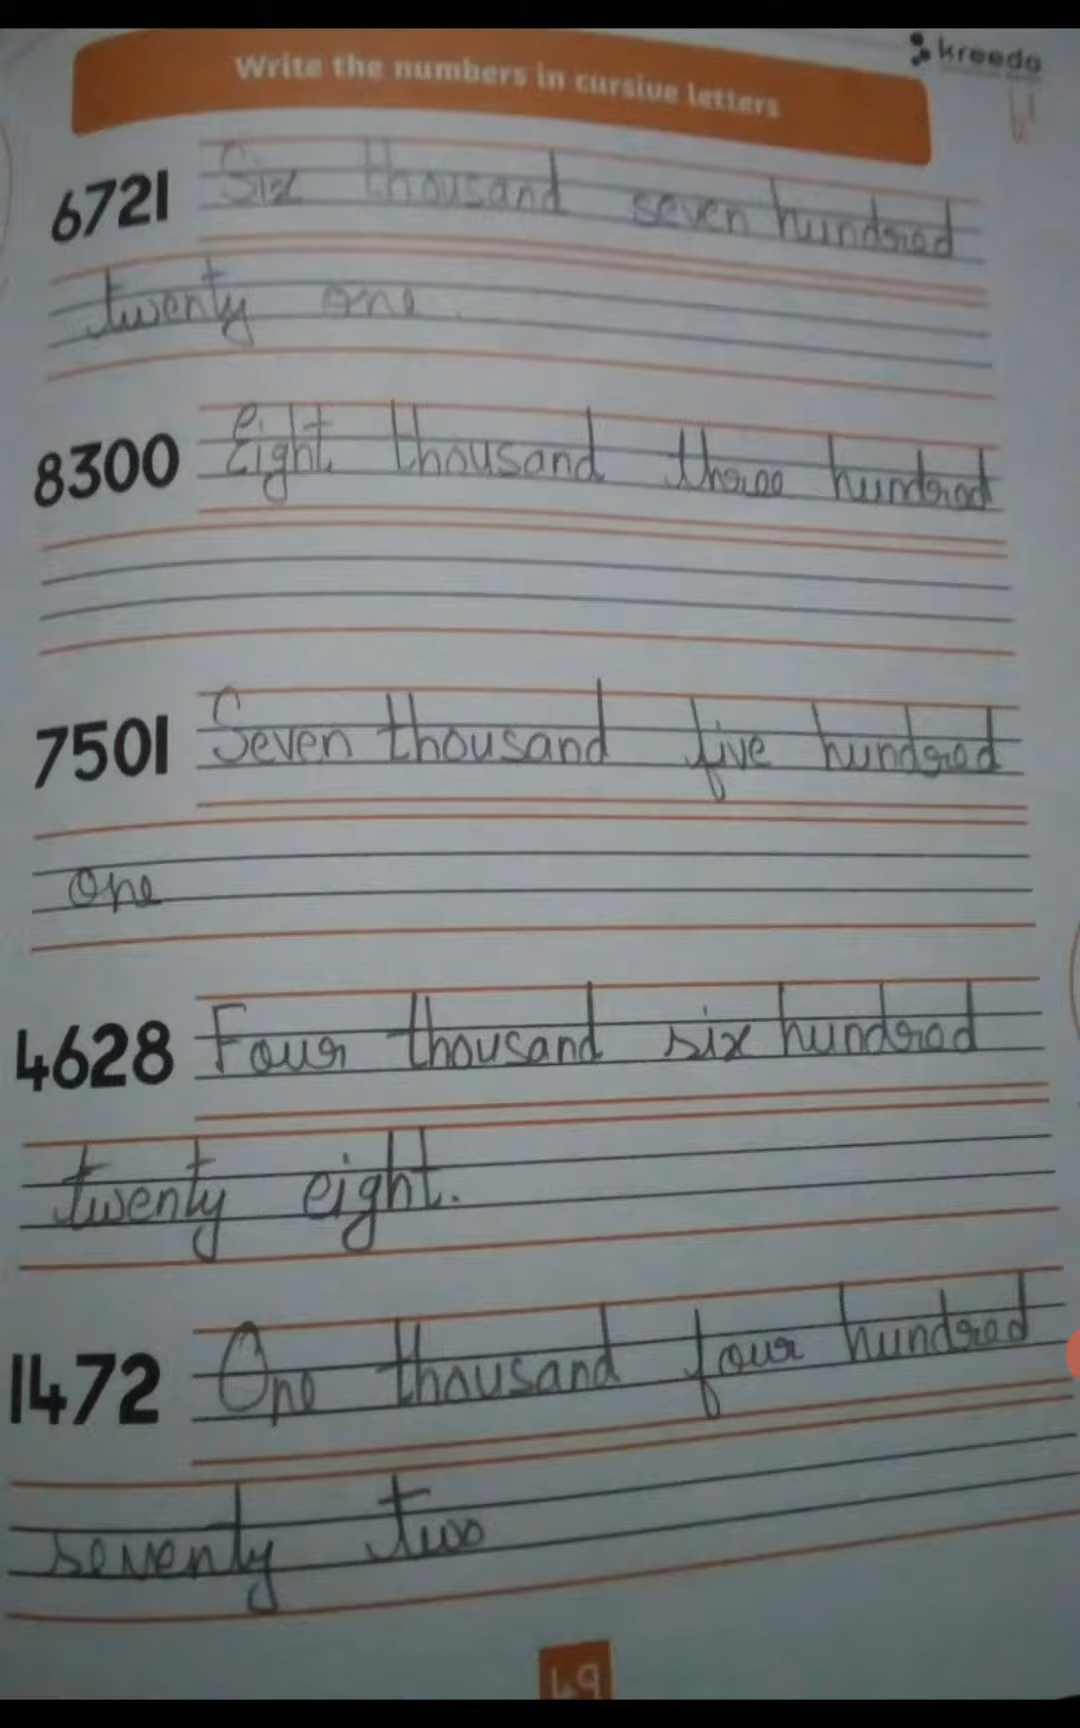 kreedo
Write the numbers in cursive letters
6721 Six thousand seven hundred
twenty one.
8300 Eight thousand three hundred
7501 Seven thousand five hundred
one
4628 Four thousand six hundred
twenty eight.
1472 One thousand four hundred
seventy two
49